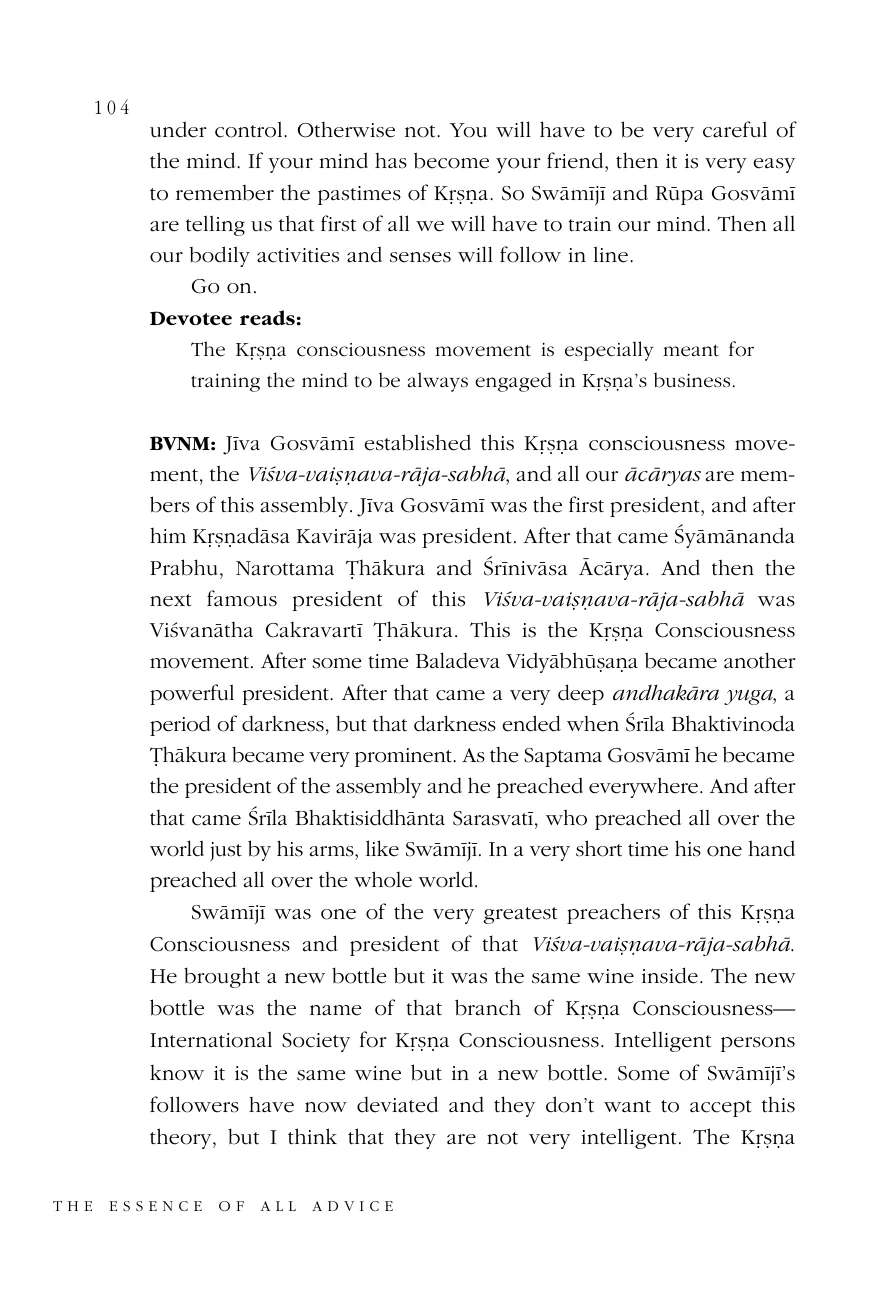 104
under control. Otherwise not. You will have to be very careful of
the mind. If your mind has become your friend, then it is very easy
to remember the pastimes of Kṛṣṇa. So Swāmījī and Rūpa Gosvāmī
are telling us that first of all we will have to train our mind. Then all
our bodily activities and senses will follow in line.
Go on.
Devotee reads:
The Kṛṣṇa consciousness movement is especially meant for
training the mind to be always engaged in Kṛṣṇa’s business.
BVNM: Jīva Gosvāmī established this Kṛṣṇa consciousness move-
ment, the Viśva-vaiṣṇava-rāja-sabhā, and all our ācāryas are mem-
bers of this assembly. Jīva Gosvāmī was the first president, and after
him Kṛṣṇadāsa Kavirāja was president. After that came Śyāmānanda
Prabhu, Narottama Ṭhākura and Śrīnivāsa Ācārya. And then the
next famous president of this Viśva-vaiṣṇava-rāja-sabhā was
Viśvanātha Cakravartī Ṭhākura. This is the Kṛṣṇa Consciousness
movement. After some time Baladeva Vidyābhūṣaṇa became another
powerful president. After that came a very deep andhakāra yuga, a
period of darkness, but that darkness ended when Śrīla Bhaktivinoda
Ṭhākura became very prominent. As the Saptama Gosvāmī he became
the president of the assembly and he preached everywhere. And after
that came Śrīla Bhaktisiddhānta Sarasvatī, who preached all over the
world just by his arms, like Swāmījī. In a very short time his one hand
preached all over the whole world.
Swāmījī was one of the very greatest preachers of this Kṛṣṇa
Consciousness and president of that Viśva-vaiṣṇava-rāja-sabhā.
He brought a new bottle but it was the same wine inside. The new
bottle was the name of that branch of Kṛṣṇa Consciousness—
International Society for Kṛṣṇa Consciousness. Intelligent persons
know it is the same wine but in a new bottle. Some of Swāmījī’s
followers have now deviated and they don’t want to accept this
theory, but I think that they are not very intelligent. The Kṛṣṇa
THE ESSENCE OF ALL ADVICE